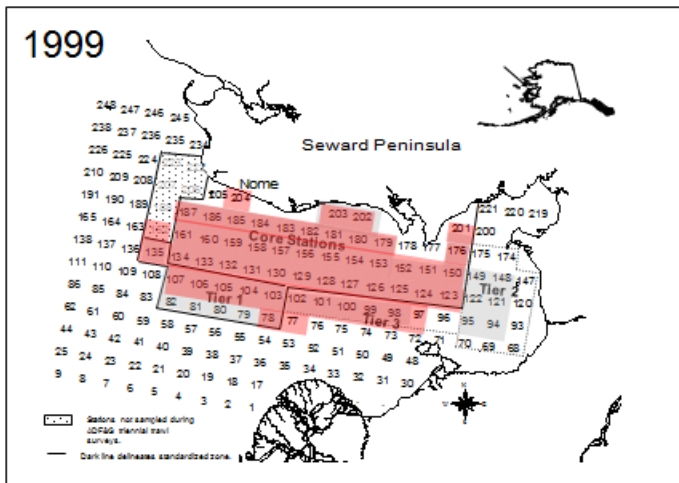 1999
248 247 246 245
238 237 236 235 234
226 225 224
210 209 208
205 204
191 190 189
165 164 163
138 137 136 135
111 110 109 108
86 85 84 83
62 61 60 59 58 57 56 55 54 53
44 43 42 41 40 39 38 37 36 35
25 24 23 22 21 20 19 18 17
9 8 7 6 5 4 3 2 1
Seward Peninsula
Nome
203 202
201
221 220 219
200
187 186 185 184 183 182 181 180 179 178 177 176 175 174
Core Stations
161 160 159 158 157 156 155 154 153 152 151 150 149 148 147
134 133 132 131 130 129 128 127 126 125 124 123 122 121 120
107 106 105 104 103 102 101 100 99 98 97 96 95 94 93
Tier 1
Tier 2
Tier 3
82 81 80 79 78 77 76 75 74 73 72 71 70 69 68
52 51 50 49 48
34 33 32 31 30
Stations not sampled during
ADF&G triennial trawl
surveys.
Dark line delineates standardized zone.